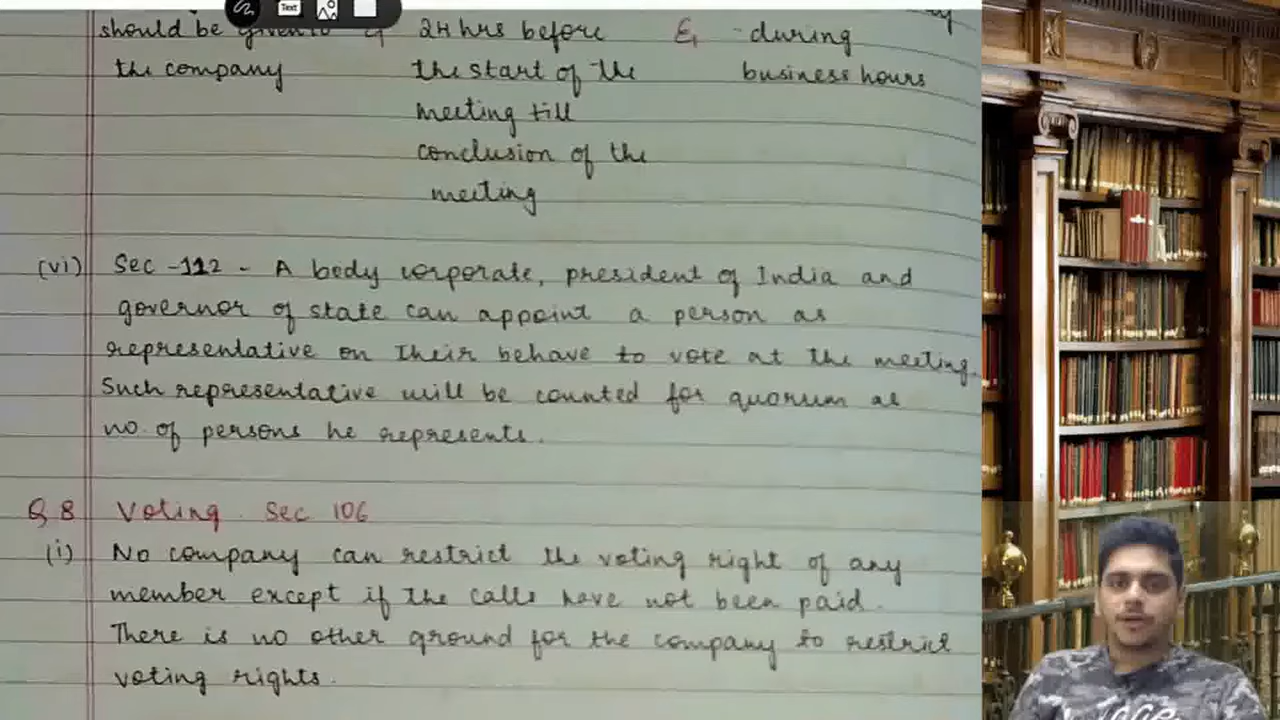 Text
should be given to 24 hrs before & during
the company the start of the business hours
meeting till
conclusion of the
meeting
(vi) Sec -112 - A body corporate, president of India and
governor of state can appoint a person as
representative on their behave to vote at the meeting.
Such representative will be counted for quorum as
no. of persons he represents.
Q 8 Voting. Sec 106
(i) No company can restrict the voting right of any
member except if the calls have not been paid.
There is no other ground for the company to restrict
voting rights.